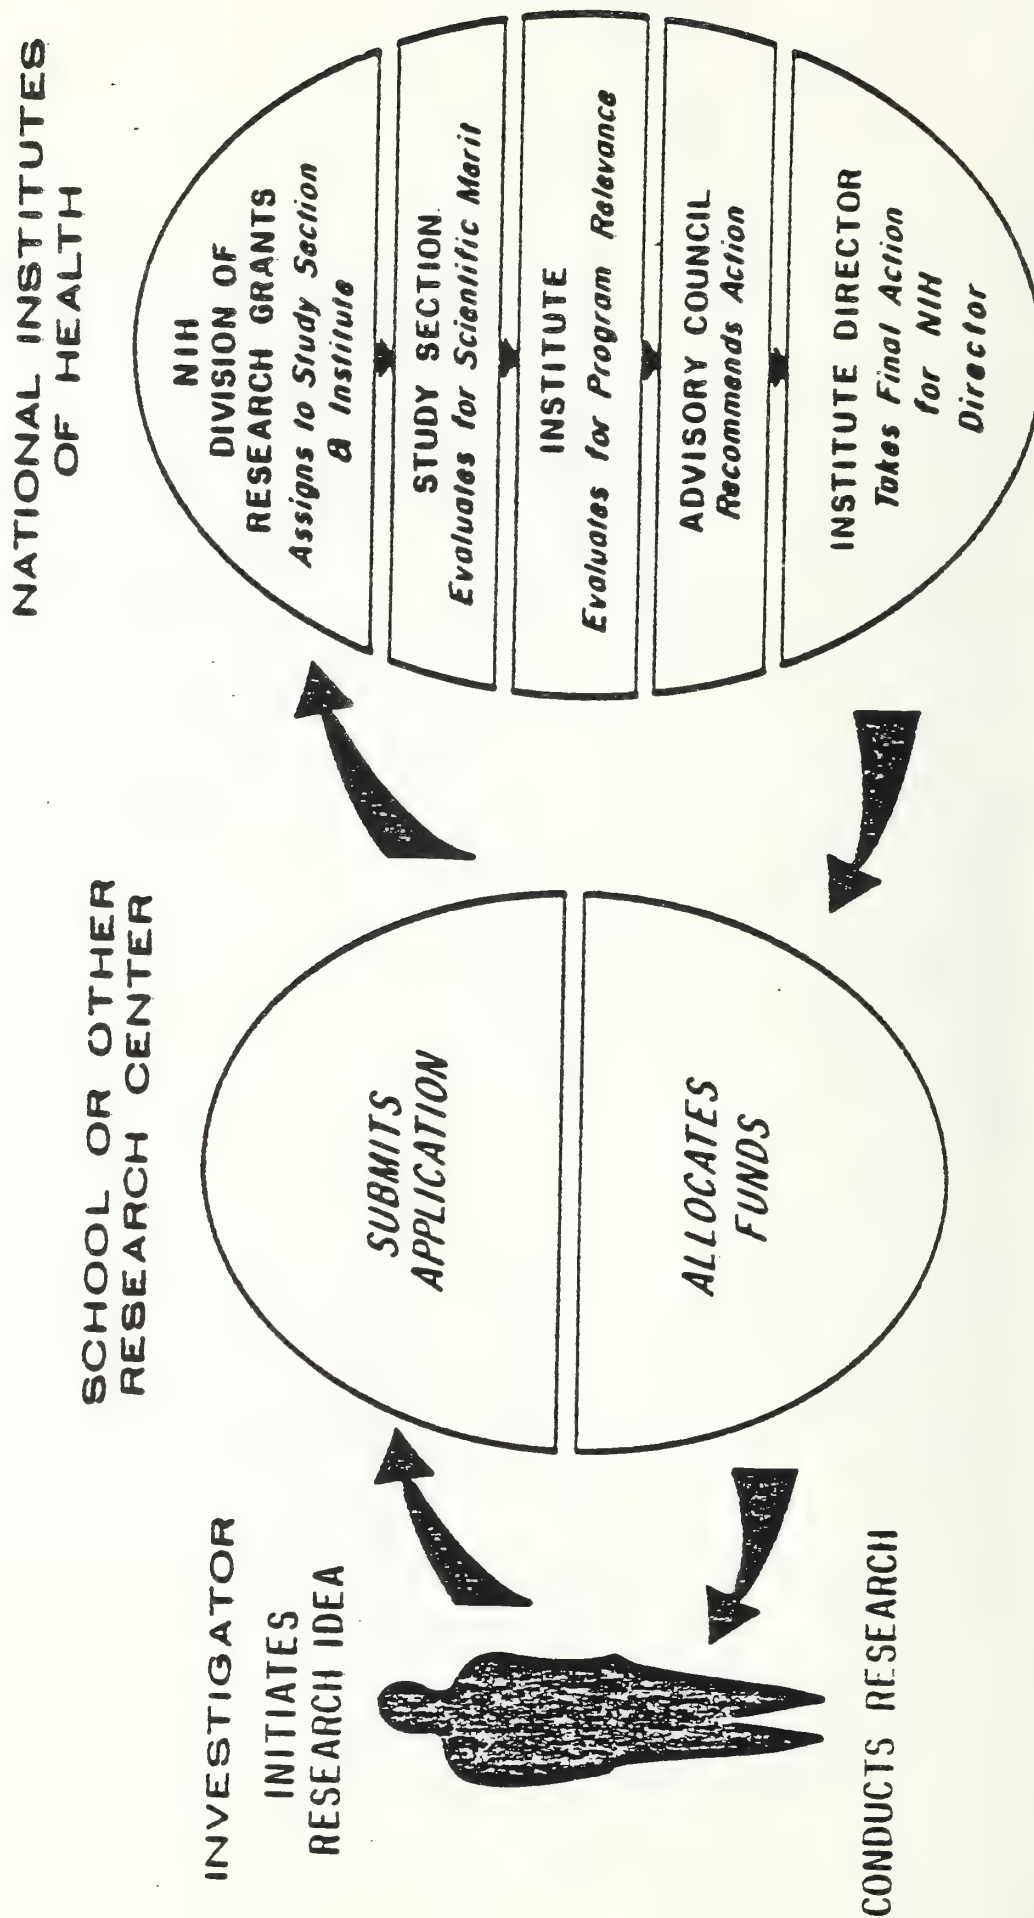 INVESTIGATOR
INITIATES
RESEARCH IDEA
CONDUCTS RESEARCH
SCHOOL OR OTHER
RESEARCH CENTER
SUBMITS
APPLICATION
ALLOCATES
FUNDS
NATIONAL INSTITUTES
OF HEALTH
NIH
DIVISION OF
RESEARCH GRANTS
Assigns to Study Section
& Institute
STUDY SECTION
Evaluates for Scientific Merit
INSTITUTE
Evaluates for Program Relevance
ADVISORY COUNCIL
Recommends Action
INSTITUTE DIRECTOR
Takes Final Action
for NIH
Director